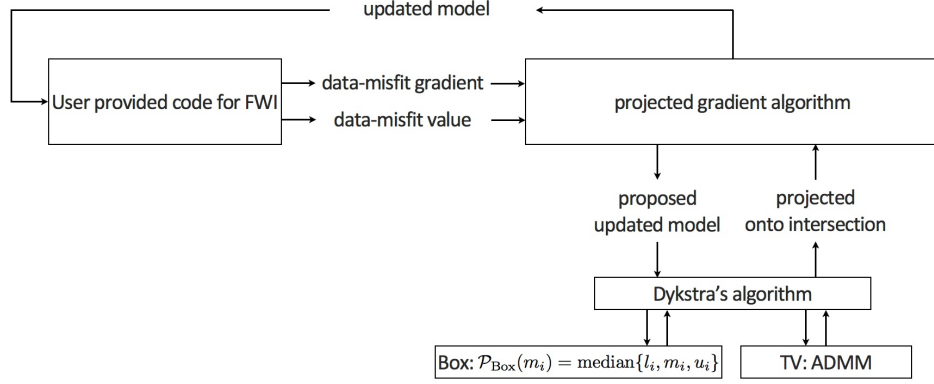 updated model
User provided code for FWI
data-misfit gradient
data-misfit value
projected gradient algorithm
proposed
updated model
projected
onto intersection
Dykstra's algorithm
Box: 𝒫_Box(m_i) = median{l_i, m_i, u_i}
TV: ADMM